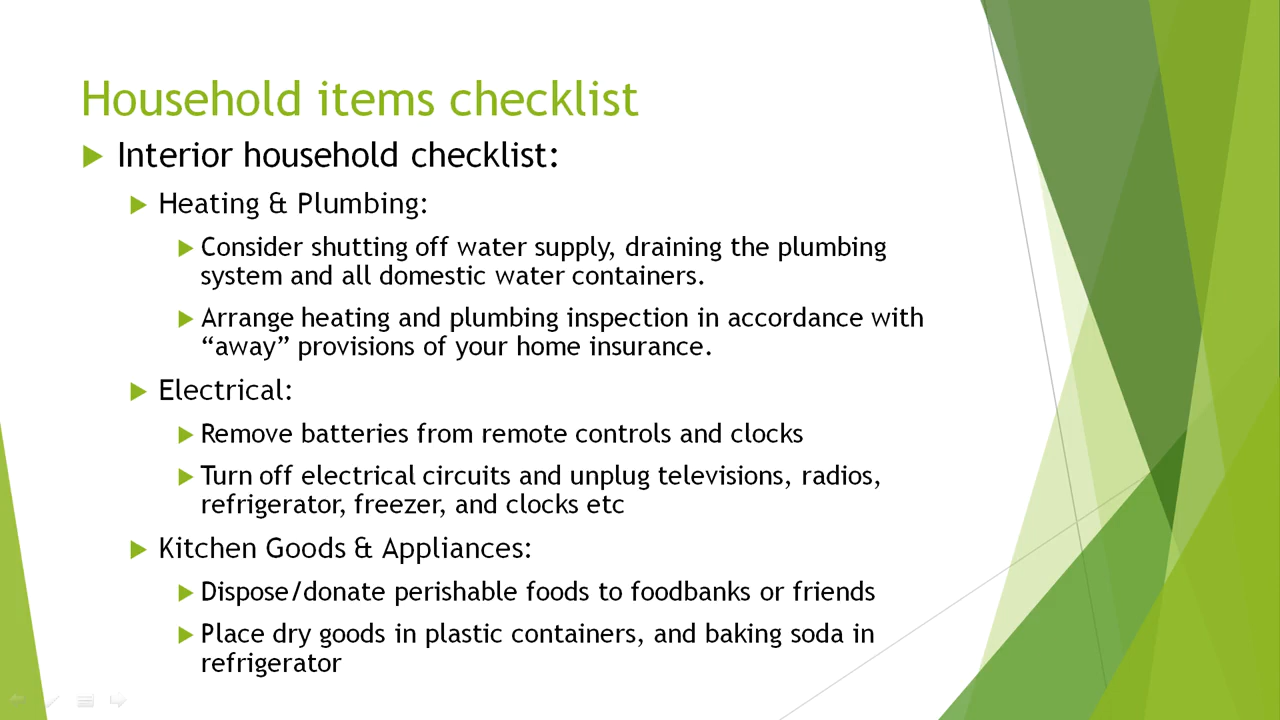 Household items checklist
Interior household checklist:
Heating & Plumbing:
Consider shutting off water supply, draining the plumbing
system and all domestic water containers.
Arrange heating and plumbing inspection in accordance with
“away” provisions of your home insurance.
Electrical:
Remove batteries from remote controls and clocks
Turn off electrical circuits and unplug televisions, radios,
refrigerator, freezer, and clocks etc
Kitchen Goods & Appliances:
Dispose/donate perishable foods to foodbanks or friends
Place dry goods in plastic containers, and baking soda in
refrigerator